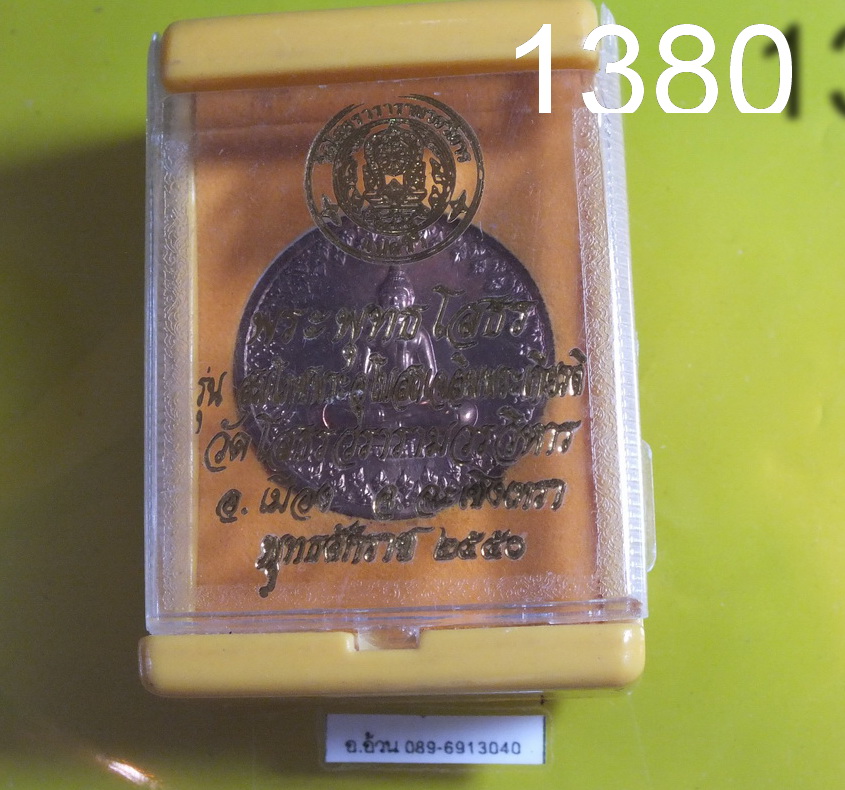 1380
พระพุทธโสธร
รุ่น
วัดโสธรวรารามวรวิหาร
อ.เมือง จ.ฉะเชิงเทรา
พุทธศักราช ๒๕๕๐
อ.อ้วน 089-6913040